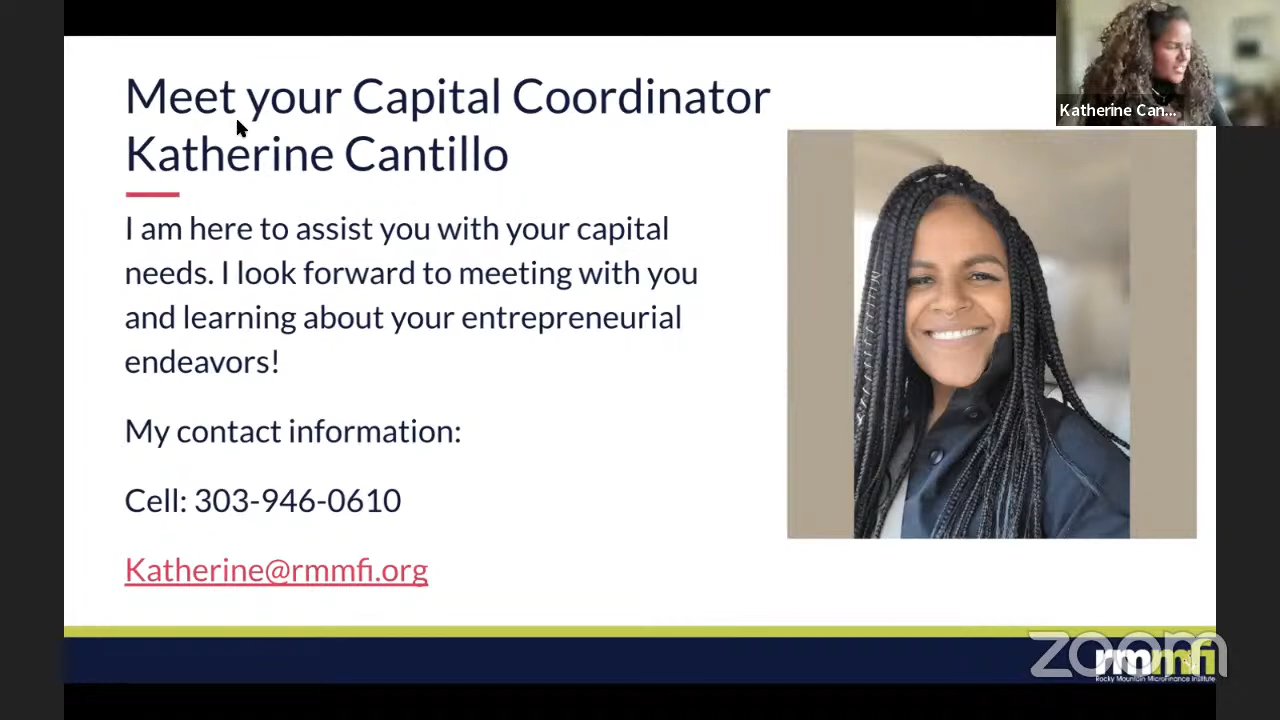 Meet your Capital Coordinator
Katherine Cantillo
I am here to assist you with your capital
needs. I look forward to meeting with you
and learning about your entrepreneurial
endeavors!
My contact information:
Cell: 303-946-0610
Katherine@rmmfi.org
Katherine Can...
zoom
rmmfi
Rocky Mountain MicroFinance Institute